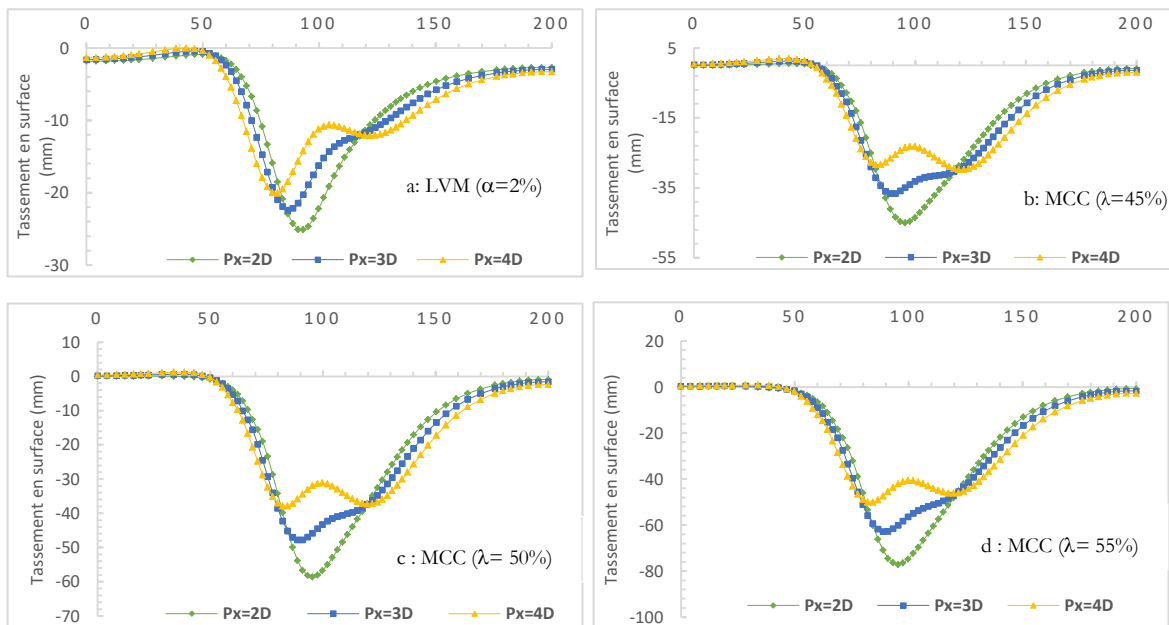 0 50 100 150 200
0
-10
-20
-30
Tassement en surface
(mm)
a: LVM (α=2%)
Px=2D Px=3D Px=4D
0 50 100 150 200
5
-15
-35
-55
Tassement en surface
(mm)
b: MCC (λ=45%)
Px=2D Px=3D Px=4D
0 50 100 150 200
10
0
-10
-20
-30
-40
-50
-60
-70
Tassement en surface (mm)
c : MCC (λ= 50%)
Px=2D Px=3D Px=4D
0 50 100 150 200
20
0
-20
-40
-60
-80
-100
Tassement en surface (mm)
d : MCC (λ= 55%)
Px=2D Px=3D Px=4D